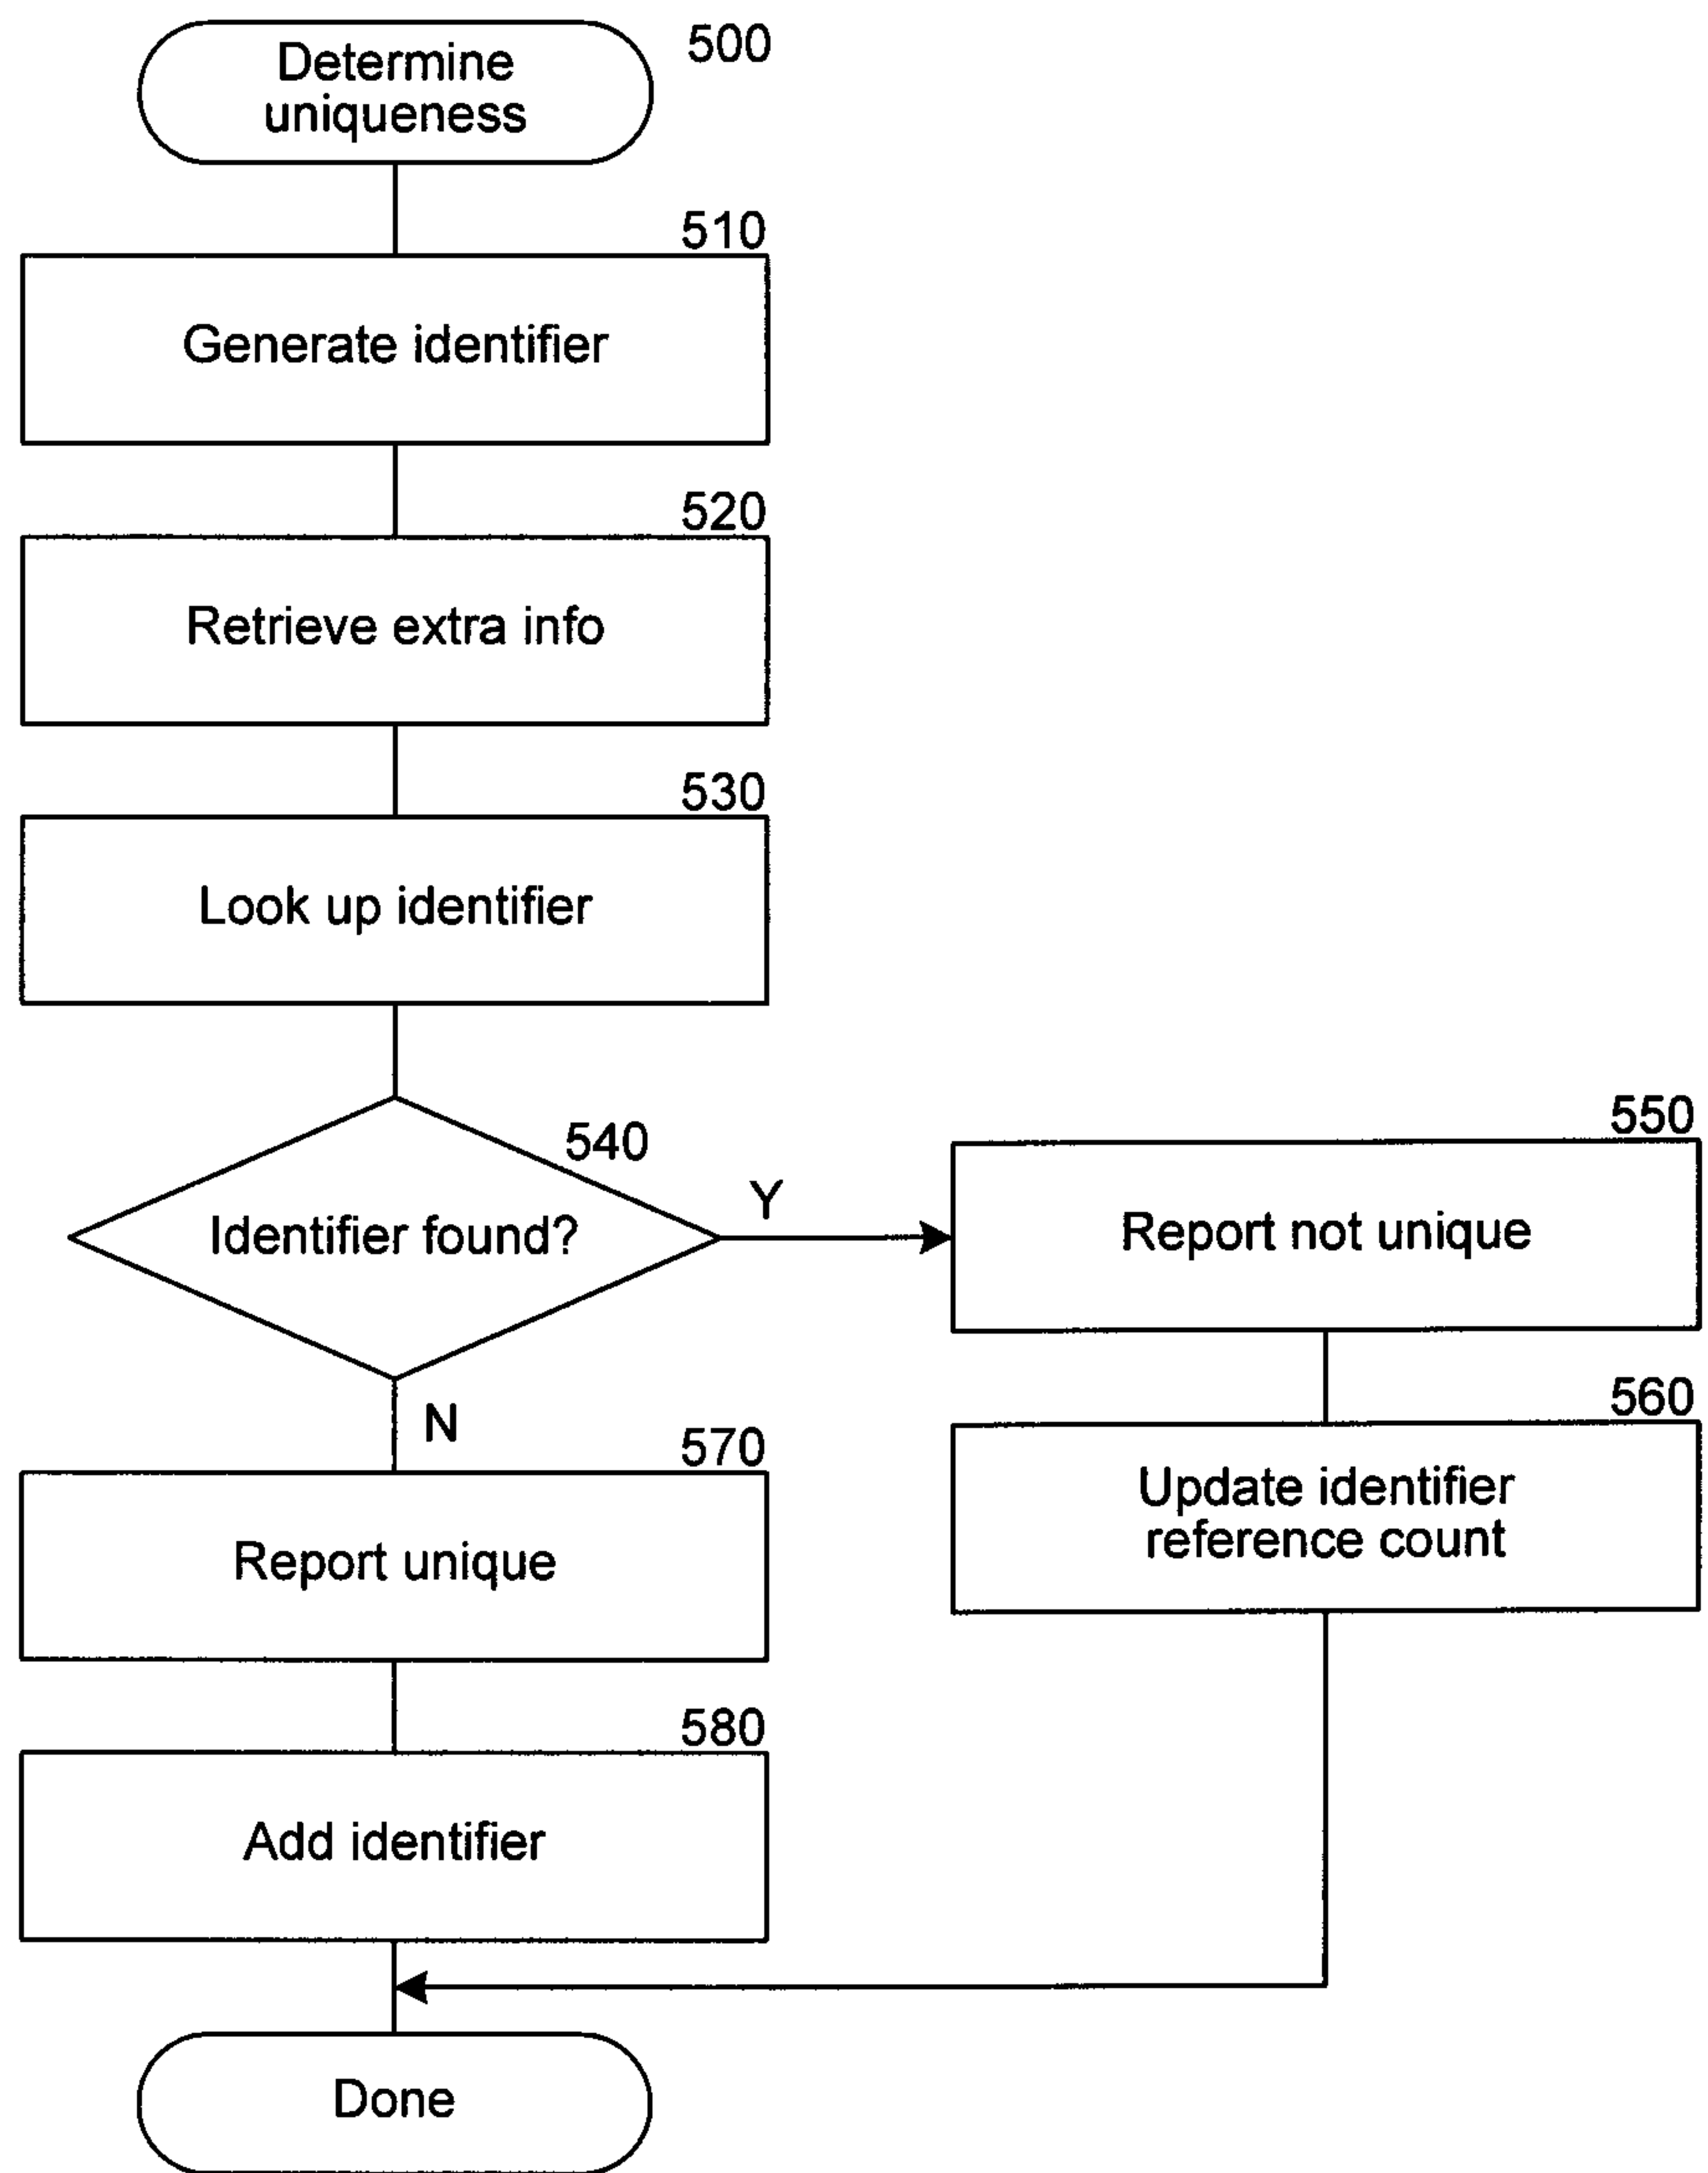 500
Determine
uniqueness
510
Generate identifier
520
Retrieve extra info
530
Look up identifier
540
Identifier found?
Y
550
Report not unique
560
Update identifier
reference count
N
570
Report unique
580
Add identifier
Done